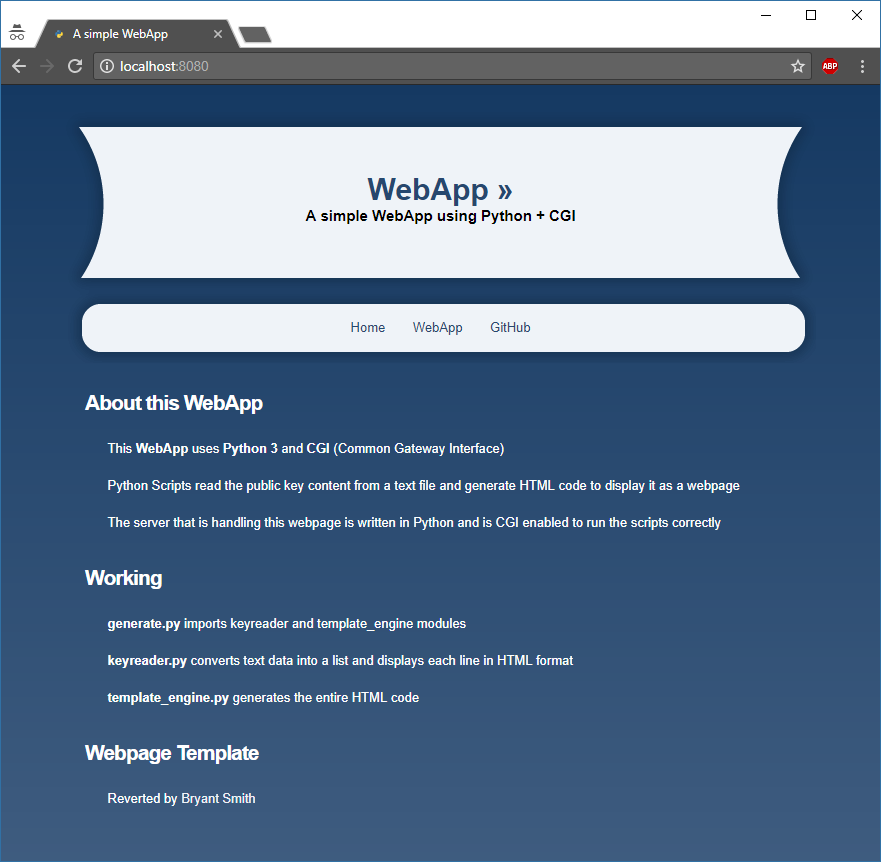 A simple WebApp
localhost:8080
ABP
WebApp »
A simple WebApp using Python + CGI
Home WebApp GitHub
About this WebApp
This WebApp uses Python 3 and CGI (Common Gateway Interface)
Python Scripts read the public key content from a text file and generate HTML code to display it as a webpage
The server that is handling this webpage is written in Python and is CGI enabled to run the scripts correctly
Working
generate.py imports keyreader and template_engine modules
keyreader.py converts text data into a list and displays each line in HTML format
template_engine.py generates the entire HTML code
Webpage Template
Reverted by Bryant Smith